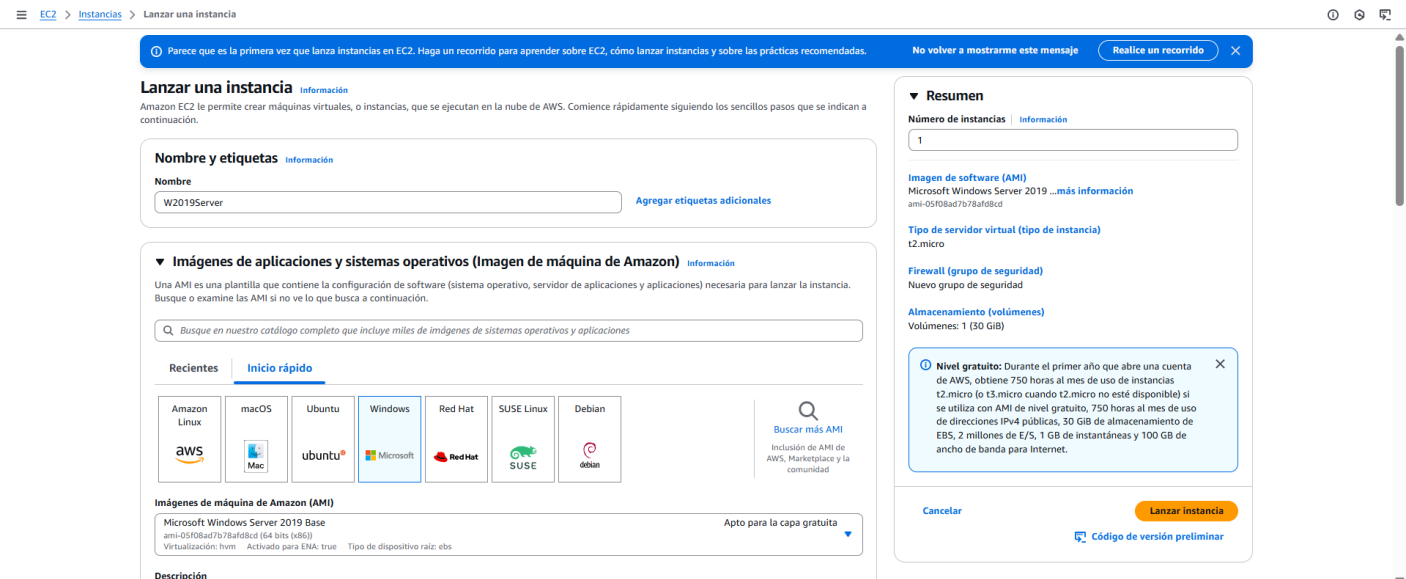 EC2 > Instancias > Lanzar una instancia
Parece que es la primera vez que lanza instancias en EC2. Haga un recorrido para aprender sobre EC2, cómo lanzar instancias y sobre las prácticas recomendadas.
No volver a mostrarme este mensaje
Realice un recorrido
Lanzar una instancia Información
Amazon EC2 le permite crear máquinas virtuales, o instancias, que se ejecutan en la nube de AWS. Comience rápidamente siguiendo los sencillos pasos que se indican a
continuación.
Nombre y etiquetas Información
Nombre
W2019Server
Agregar etiquetas adicionales
Imágenes de aplicaciones y sistemas operativos (Imagen de máquina de Amazon) Información
Una AMI es una plantilla que contiene la configuración de software (sistema operativo, servidor de aplicaciones y aplicaciones) necesaria para lanzar la instancia.
Busque o examine las AMI si no ve lo que busca a continuación.
Busque en nuestro catálogo completo que incluye miles de imágenes de sistemas operativos y aplicaciones
Recientes
Inicio rápido
Amazon
Linux
aws
macOS
Mac
Ubuntu
ubuntu
Windows
Microsoft
Red Hat
RedHat
SUSE Linux
SUSE
Debian
debian
Buscar más AMI
Inclusión de AMI de
AWS, Marketplace y la
comunidad
Imágenes de máquina de Amazon (AMI)
Microsoft Windows Server 2019 Base
Apto para la capa gratuita
ami-05f08ad7b78afd8cd (64 bits (x86))
Virtualización: hvm Activado para ENA: true Tipo de dispositivo raíz: ebs
Descripción
Resumen
Número de instancias Información
1
Imagen de software (AMI)
Microsoft Windows Server 2019 ...más información
ami-05f08ad7b78afd8cd
Tipo de servidor virtual (tipo de instancia)
t2.micro
Firewall (grupo de seguridad)
Nuevo grupo de seguridad
Almacenamiento (volúmenes)
Volúmenes: 1 (30 GiB)
Nivel gratuito: Durante el primer año que abre una cuenta
de AWS, obtiene 750 horas al mes de uso de instancias
t2.micro (o t3.micro cuando t2.micro no esté disponible) si
se utiliza con AMI de nivel gratuito, 750 horas al mes de uso
de direcciones IPv4 públicas, 30 GiB de almacenamiento de
EBS, 2 millones de E/S, 1 GB de instantáneas y 100 GB de
ancho de banda para Internet.
Cancelar
Lanzar instancia
Código de versión preliminar